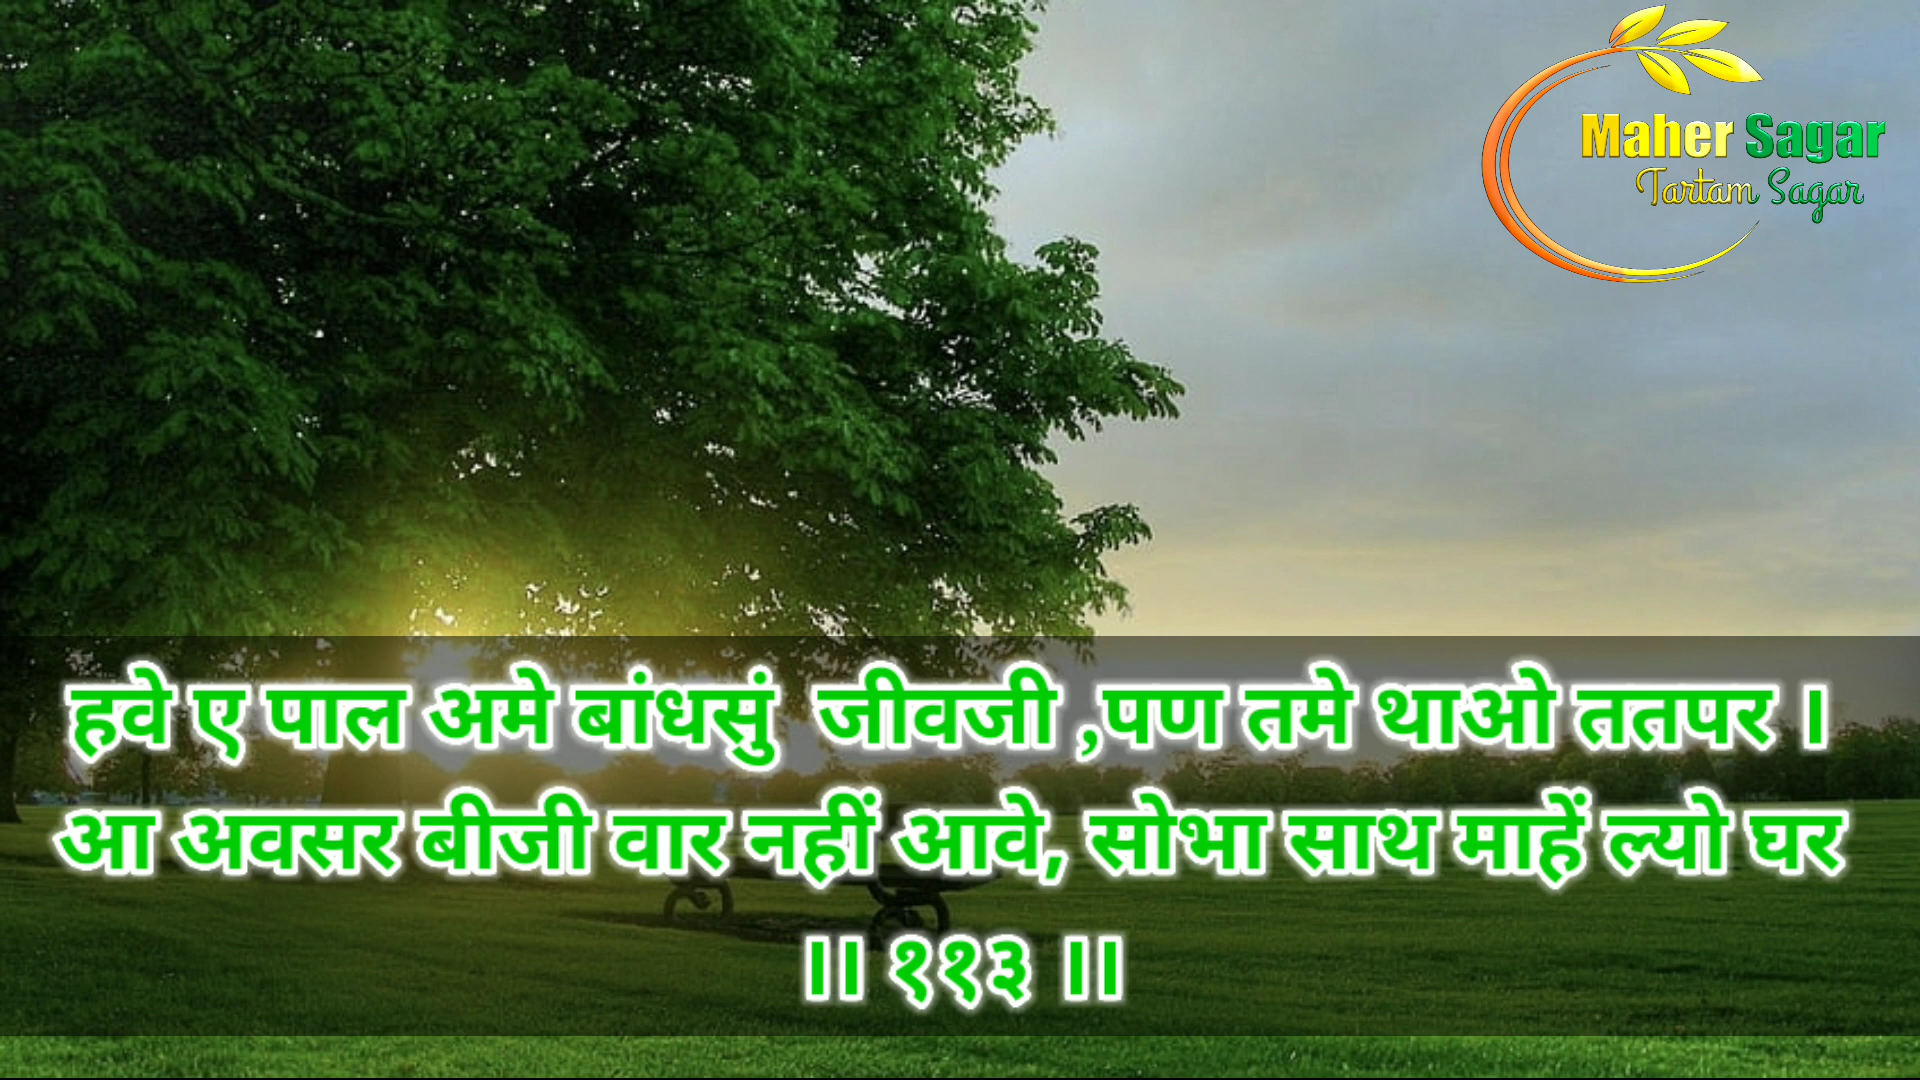 Maher Sagar
Tartam Sagar
हवे ए पाल अमे बांधसुं जीवजी ,पण तमे थाओ ततपर ।
आ अवसर बीजी वार नहीं आवे, सोभा साथ माहें ल्यो घर
।। ११३ ।।